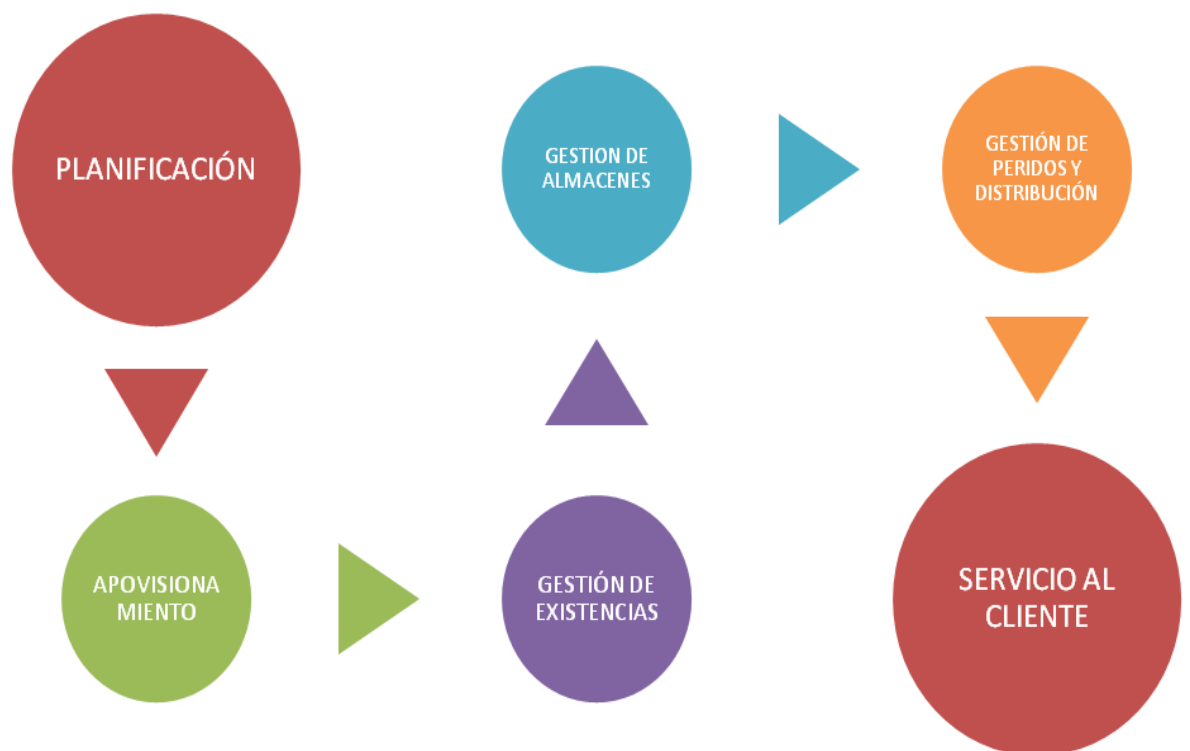 PLANIFICACIÓN
APOVISIONA
MIENTO
GESTIÓN DE
EXISTENCIAS
GESTION DE
ALMACENES
GESTIÓN DE
PERIDOS Y
DISTRIBUCIÓN
SERVICIO AL
CLIENTE